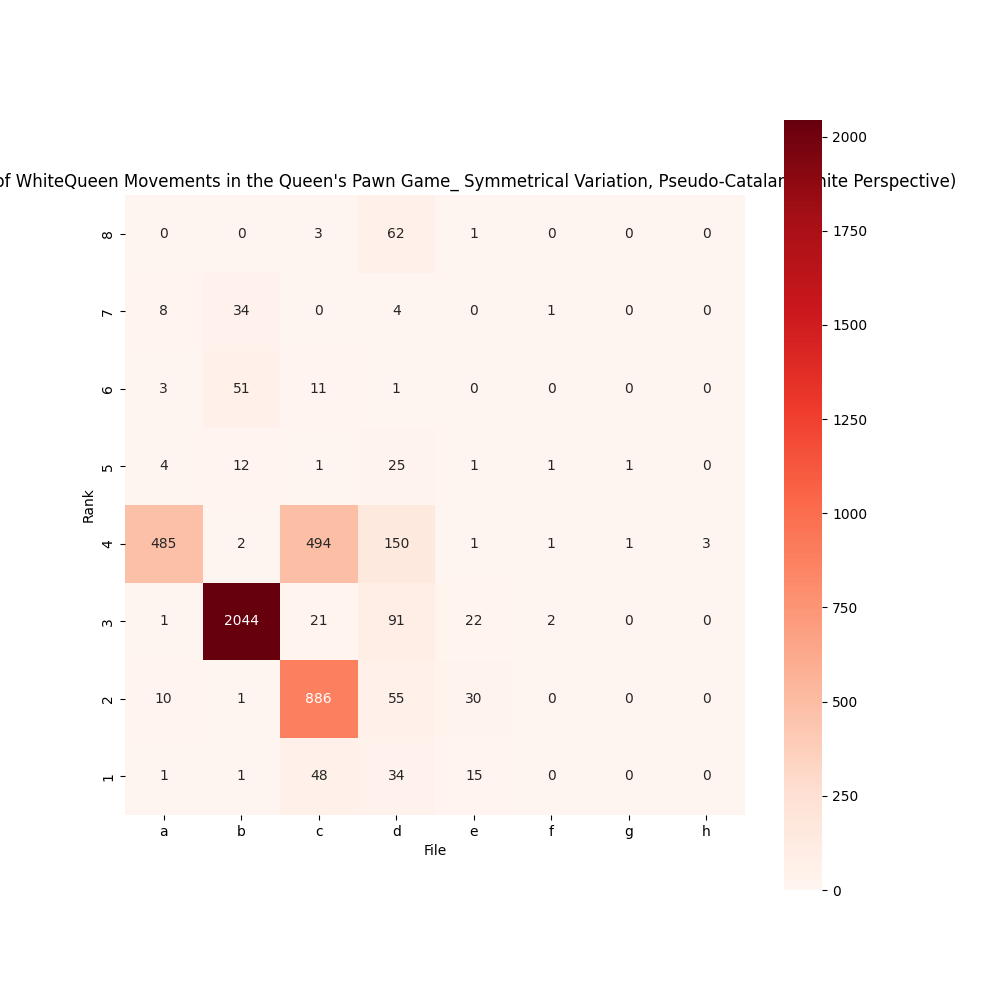 of WhiteQueen Movements in the Queen's Pawn Game_ Symmetrical Variation, Pseudo-Catalan
Perspective)
8 0 0 3 62 1 0 0 0
7 8 34 0 4 0 1 0 0
6 3 51 11 1 0 0 0 0
5 4 12 1 25 1 1 1 0
4 485 2 494 150 1 1 1 3
3 1 2044 21 91 22 2 0 0
2 10 1 886 55 30 0 0 0
1 1 1 48 34 15 0 0 0
a b c d e f g h
File
Rank
2000
1750
1500
1250
1000
750
500
250
0